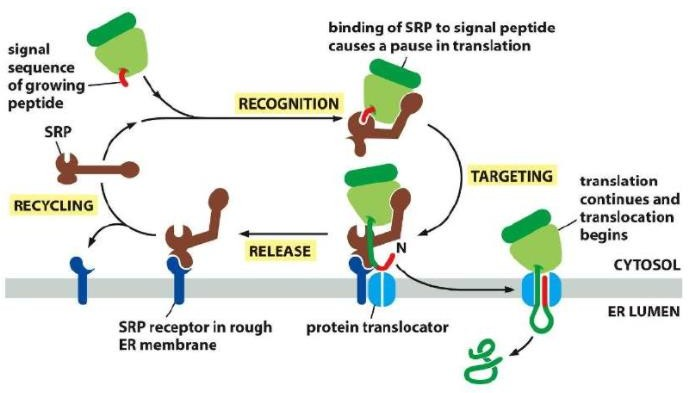 signal
sequence
of growing
peptide
binding of SRP to signal peptide
causes a pause in translation
RECOGNITION
SRP
TARGETING
translation
continues and
translocation
begins
RECYCLING
RELEASE
N
CYTOSOL
ER LUMEN
SRP receptor in rough
ER membrane
protein translocator